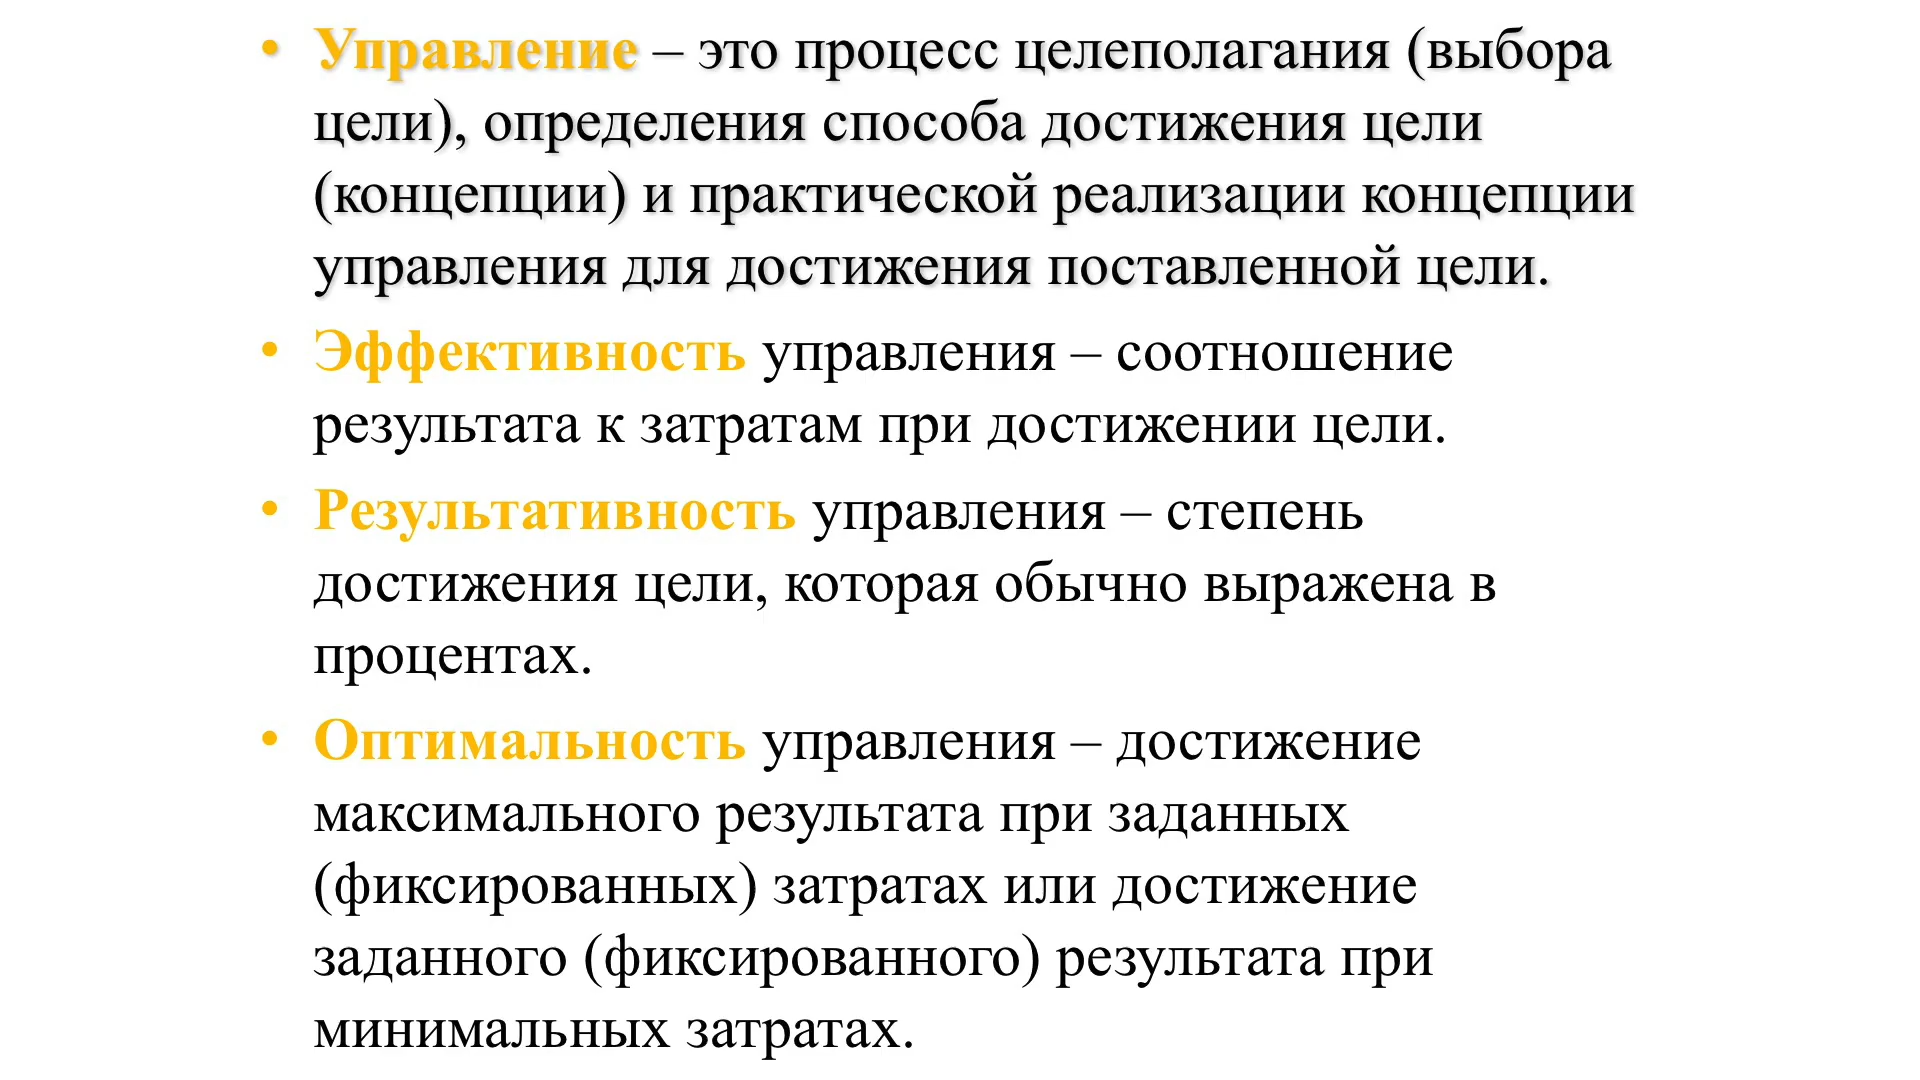 • Управление – это процесс целеполагания (выбора
цели), определения способа достижения цели
(концепции) и практической реализации концепции
управления для достижения поставленной цели.
• Эффективность управления – соотношение
результата к затратам при достижении цели.
• Результативность управления – степень
достижения цели, которая обычно выражена в
процентах.
• Оптимальность управления – достижение
максимального результата при заданных
(фиксированных) затратах или достижение
заданного (фиксированного) результата при
минимальных затратах.